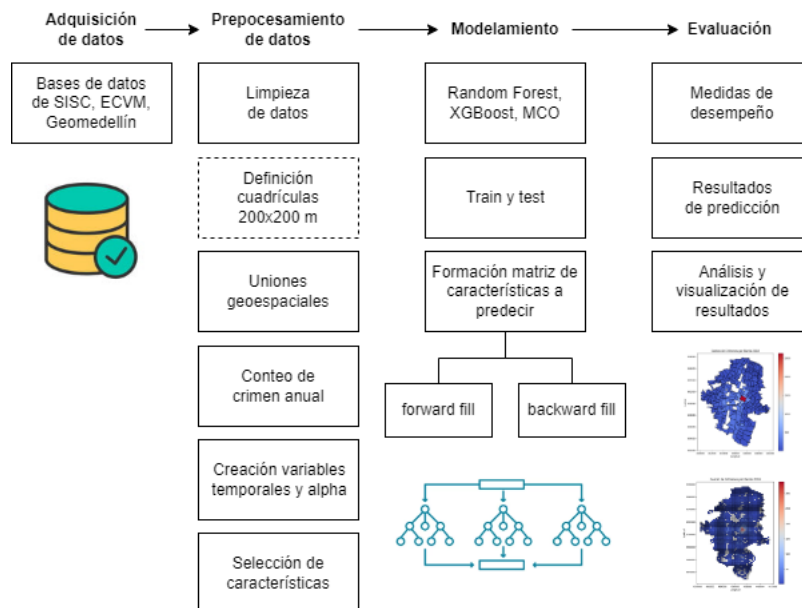 Adquisición
de datos
Prepocesamiento
de datos
Modelamiento
Evaluación
Bases de datos
de SISC, ECVM,
Geomedellín
Limpieza
de datos
Definición
cuadrículas
200x200 m
Uniones
geoespaciales
Conteo de
crimen anual
Creación variables
temporales y alpha
Selección de
características
Random Forest,
XGBoost, MCO
Train y test
Formación matriz de
características a
predecir
forward fill
backward fill
Medidas de
desempeño
Resultados
de predicción
Análisis y
visualización de
resultados